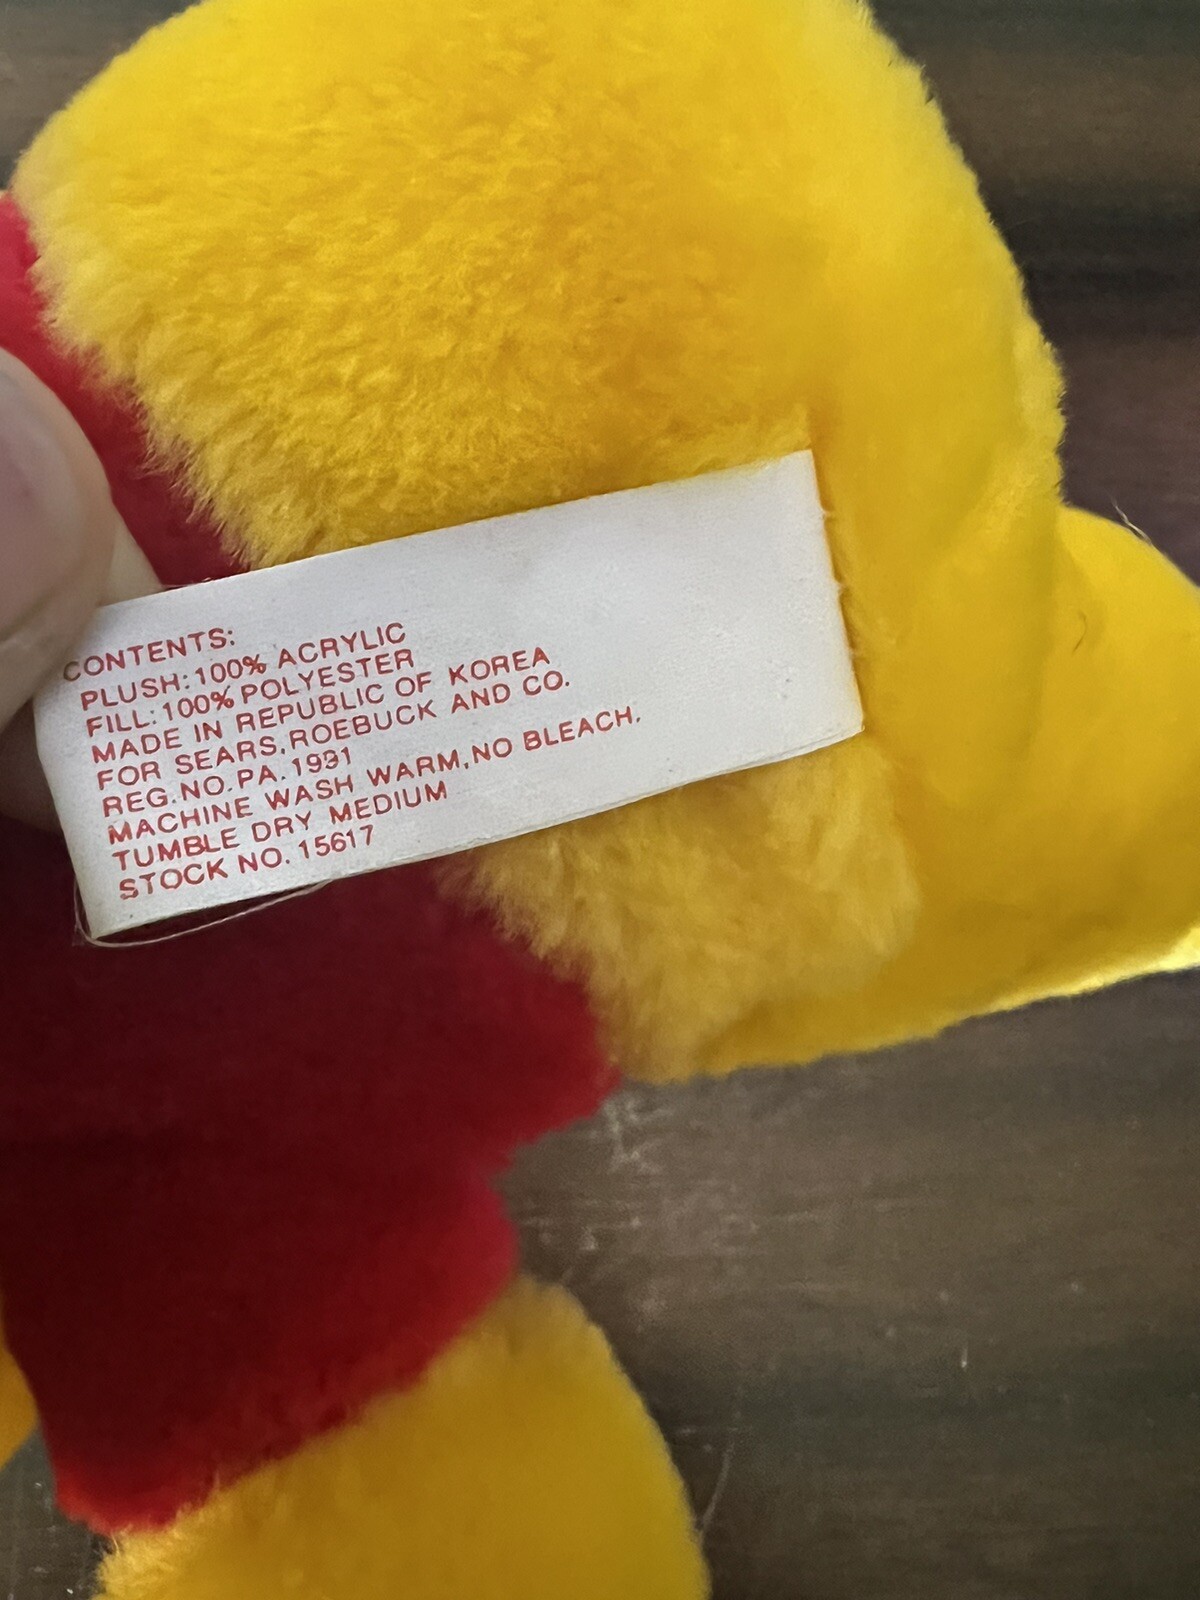 CONTENTS:
PLUSH:100% ACRYLIC
FILL:100% POLYESTER
MADE IN REPUBLIC OF KOREA
FOR SEARS,ROEBUCK AND CO.
REG.NO.PA.1991
MACHINE WASH WARM,NO BLEACH,
TUMBLE DRY MEDIUM
STOCK NO. 15617